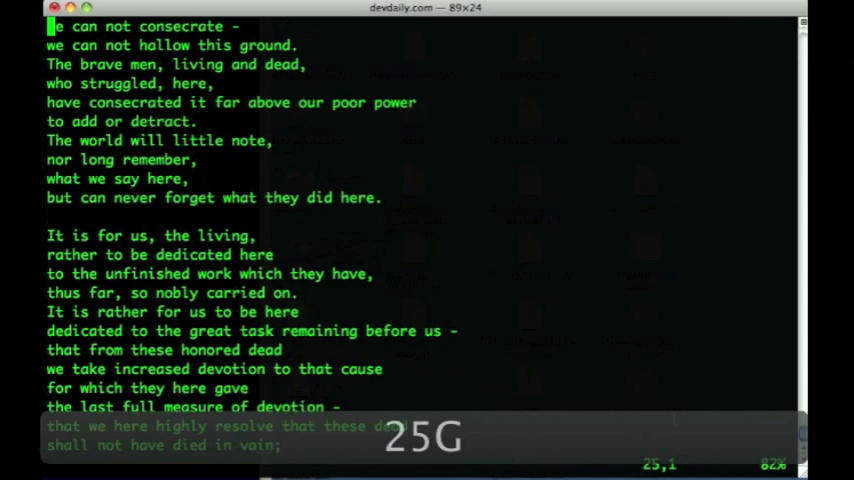 devdaily.com — 89×24
e can not consecrate -
we can not hallow this ground.
The brave men, living and dead,
who struggled, here,
have consecrated it far above our poor power
to add or detract.
The world will little note,
nor long remember,
what we say here,
but can never forget what they did here.
It is for us, the living,
rather to be dedicated here
to the unfinished work which they have,
thus far, so nobly carried on.
It is rather for us to be here
dedicated to the great task remaining before us -
that from these honored dead
we take increased devotion to that cause
for which they here gave
the last full measure of devotion -
that we here highly resolve that these dead
shall not have died in vain;
25G
25,1 82%